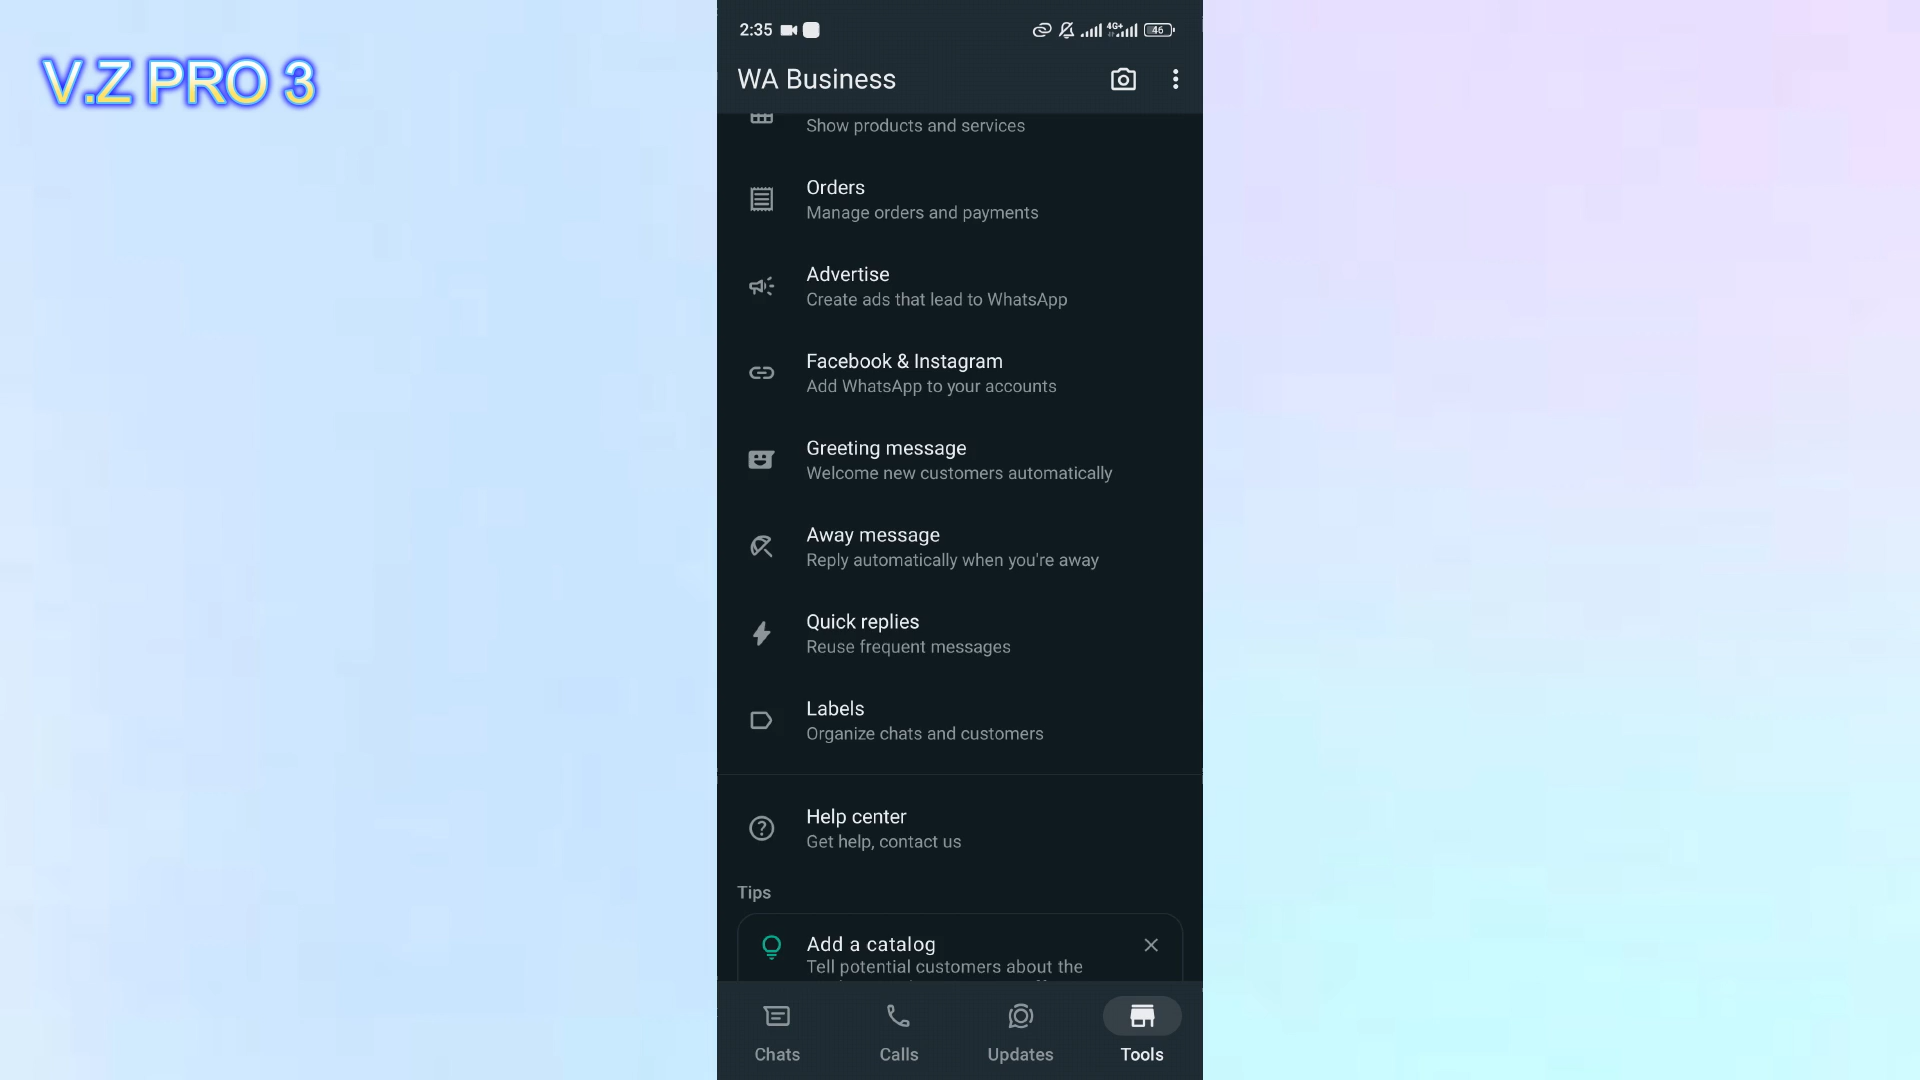 V.Z PRO 3
2:35
4G+
46
WA Business
Show products and services
Orders
Manage orders and payments
Advertise
Create ads that lead to WhatsApp
Facebook & Instagram
Add WhatsApp to your accounts
Greeting message
Welcome new customers automatically
Away message
Reply automatically when you're away
Quick replies
Reuse frequent messages
Labels
Organize chats and customers
Help center
Get help, contact us
Tips
Add a catalog
Tell potential customers about the
Chats
Calls
Updates
Tools